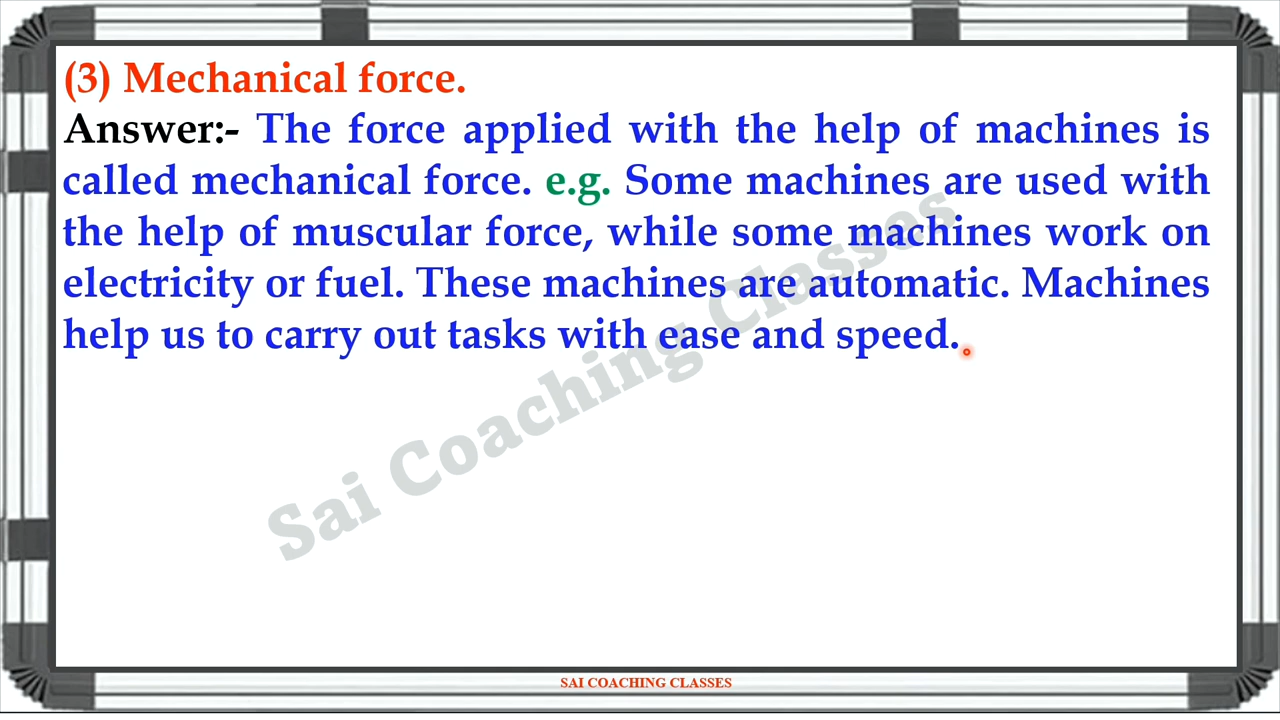 (3) Mechanical force.
Answer:- The force applied with the help of machines is
called mechanical force. e.g. Some machines are used with
the help of muscular force, while some machines work on
electricity or fuel. These machines are automatic. Machines
help us to carry out tasks with ease and speed.
Sai Coaching Classes
SAI COACHING CLASSES